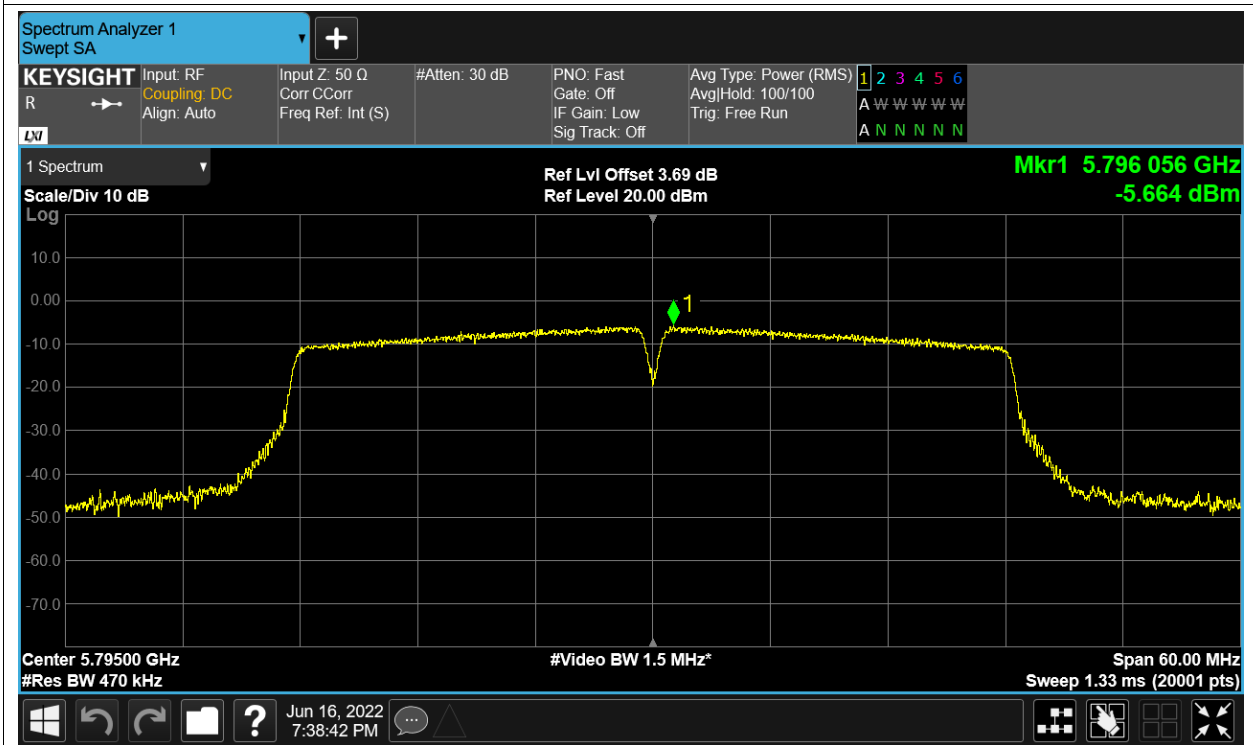 Spectrum Analyzer 1
Swept SA
KEYSIGHT
R
LXI
Input: RF
Coupling: DC
Align: Auto
Input Z: 50 Ω
Corr CCorr
Freq Ref: Int (S)
#Atten: 30 dB
PNO: Fast
Gate: Off
IF Gain: Low
Sig Track: Off
Avg Type: Power (RMS)
Avg|Hold: 100/100
Trig: Free Run
1 2 3 4 5 6
A W W W W W
A N N N N N
1 Spectrum
Scale/Div 10 dB
Log
Ref Lvl Offset 3.69 dB
Ref Level 20.00 dBm
Mkr1 5.796 056 GHz
-5.664 dBm
10.0
0.00
-10.0
-20.0
-30.0
-40.0
-50.0
-60.0
-70.0
1
Center 5.79500 GHz
#Res BW 470 kHz
#Video BW 1.5 MHz*
Span 60.00 MHz
Sweep 1.33 ms (20001 pts)
?
Jun 16, 2022
7:38:42 PM